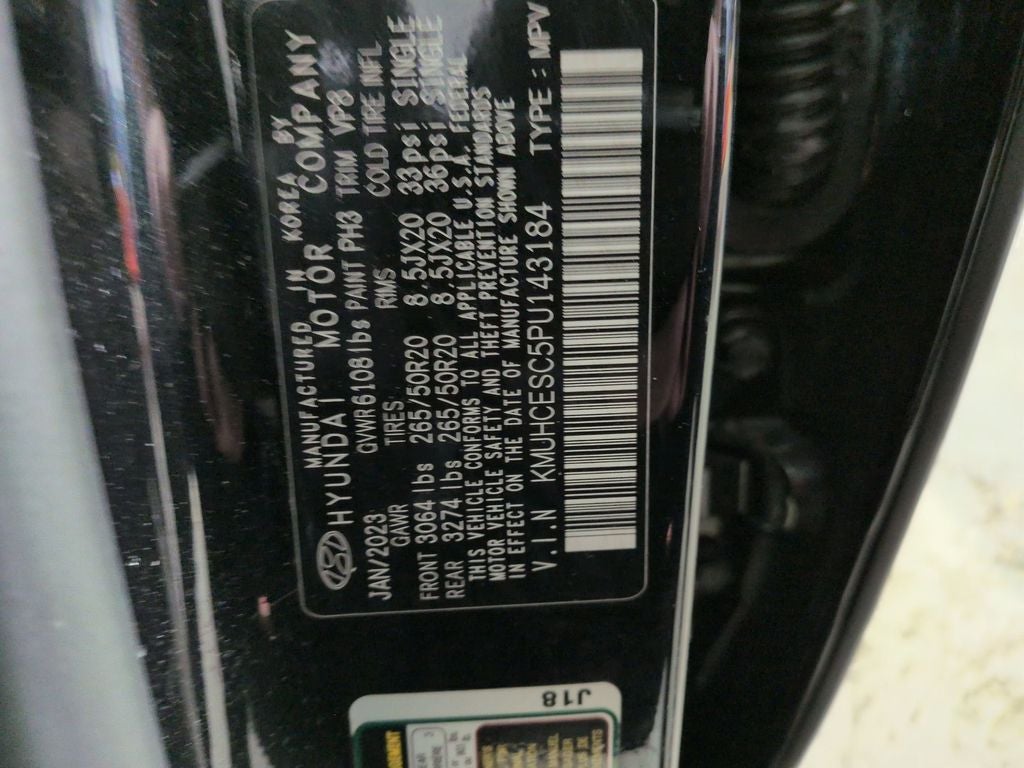 MANUFACTURED IN KOREA BY
HYUNDAI MOTOR COMPANY
JAN/2023 GVWR 6108 lbs PAINT PH3 TRIM VP8
GAWR TIRES RIMS COLD TIRE INFL
FRONT 3064 lbs 265/50R20 8.5JX20 33psi SINGLE
REAR 3274 lbs 265/50R20 8.5JX20 36psi SINGLE
THIS VEHICLE CONFORMS TO ALL APPLICABLE U.S.A. FEDERAL
MOTOR VEHICLE SAFETY AND THEFT PREVENTION STANDARDS
IN EFFECT ON THE DATE OF MANUFACTURE SHOWN ABOVE
V.I.N KMUHCESC5PU143184 TYPE : MPV
J18